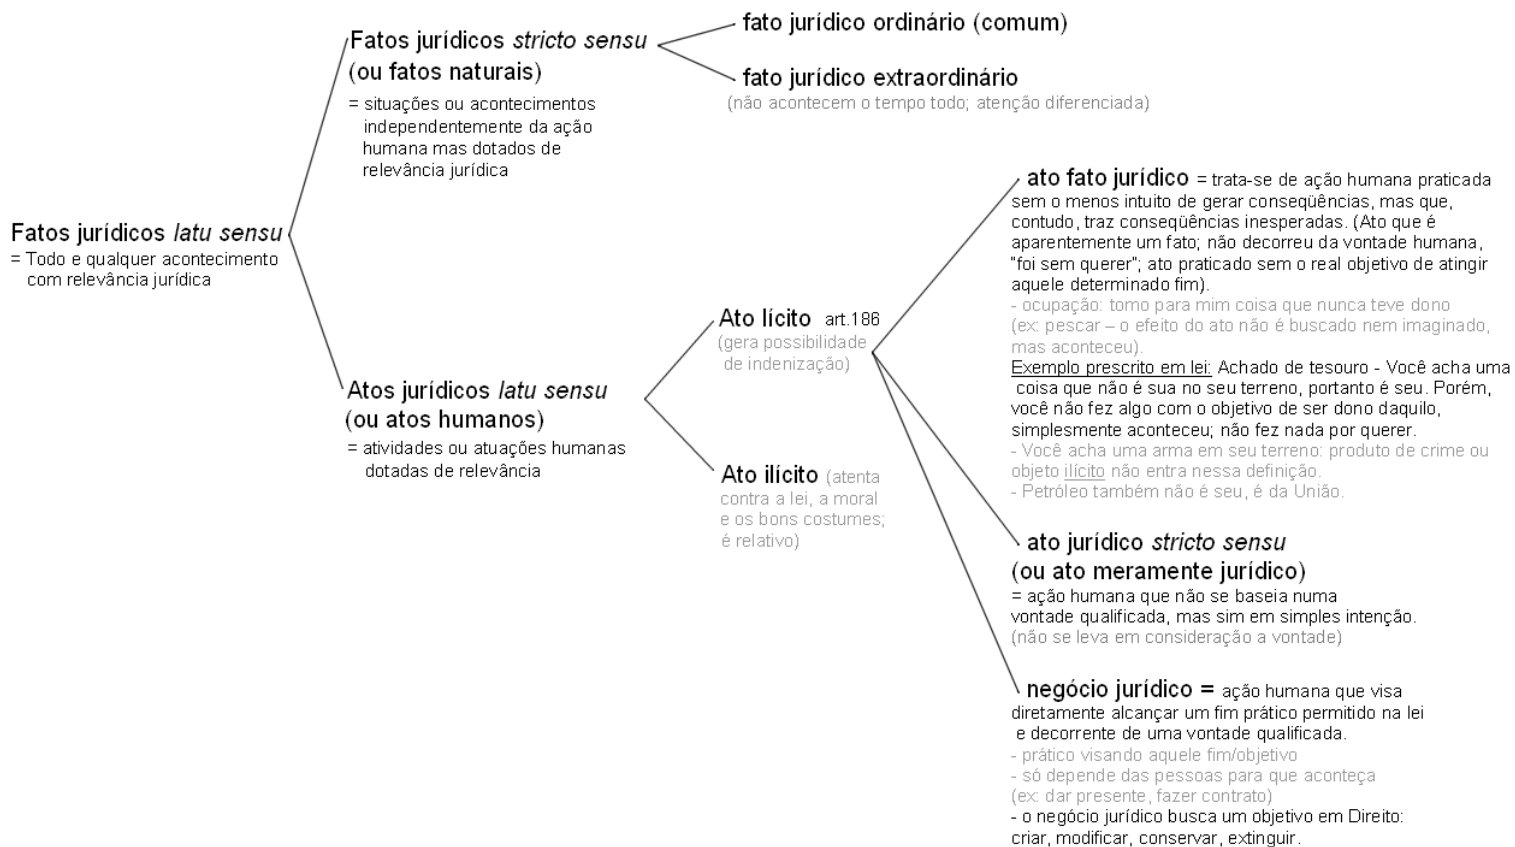 fato jurídico ordinário (comum)
Fatos jurídicos stricto sensu
(ou fatos naturais)
fato jurídico extraordinário
(não acontecem o tempo todo; atenção diferenciada)
= situações ou acontecimentos
independentemente da ação
humana mas dotados de
relevância jurídica
Fatos jurídicos latu sensu
= Todo e qualquer acontecimento
com relevância jurídica
Atos jurídicos latu sensu
(ou atos humanos)
= atividades ou atuações humanas
dotadas de relevância
Ato lícito art.186
(gera possibilidade
de indenização)
Ato ilícito (atenta
contra a lei, a moral
e os bons costumes;
é relativo)
ato fato jurídico = trata-se de ação humana praticada
sem o menos intuito de gerar conseqüências, mas que,
contudo, traz conseqüências inesperadas. (Ato que é
aparentemente um fato; não decorreu da vontade humana,
"foi sem querer"; ato praticado sem o real objetivo de atingir
aquele determinado fim).
- ocupação: tomo para mim coisa que nunca teve dono
(ex: pescar – o efeito do ato não é buscado nem imaginado,
mas aconteceu).
Exemplo prescrito em lei: Achado de tesouro - Você acha uma
coisa que não é sua no seu terreno, portanto é seu. Porém,
você não fez algo com o objetivo de ser dono daquilo,
simplesmente aconteceu; não fez nada por querer.
- Você acha uma arma em seu terreno: produto de crime ou
objeto ilícito não entra nessa definição.
- Petróleo também não é seu, é da União.
ato jurídico stricto sensu
(ou ato meramente jurídico)
= ação humana que não se baseia numa
vontade qualificada, mas sim em simples intenção.
(não se leva em consideração a vontade)
negócio jurídico = ação humana que visa
diretamente alcançar um fim prático permitido na lei
e decorrente de uma vontade qualificada.
- prático visando aquele fim/objetivo
- só depende das pessoas para que aconteça
(ex: dar presente, fazer contrato)
- o negócio jurídico busca um objetivo em Direito:
criar, modificar, conservar, extinguir.